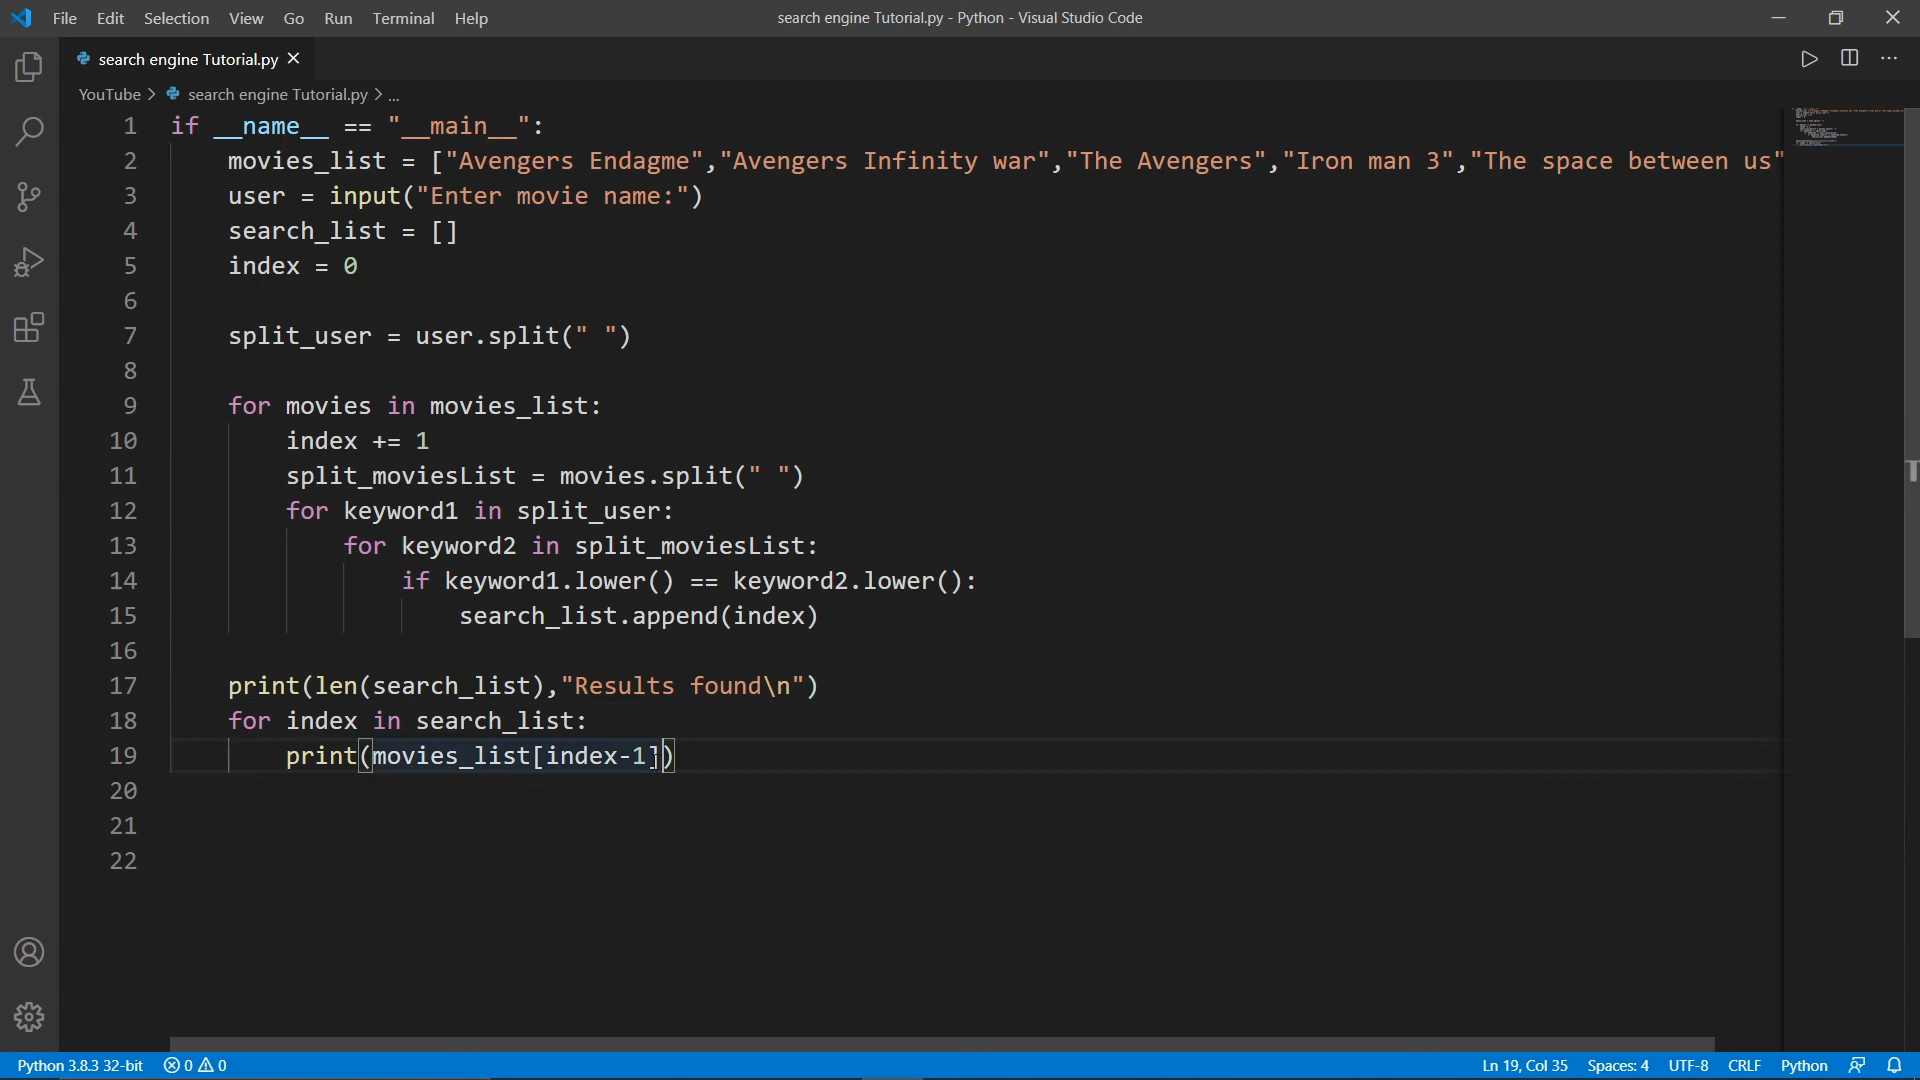 File Edit Selection View Go Run Terminal Help
search engine Tutorial.py - Python - Visual Studio Code
search engine Tutorial.py
YouTube > search engine Tutorial.py > ...
1 if __name__ == "__main__":
2 movies_list = ["Avengers Endagme","Avengers Infinity war","The Avengers","Iron man 3","The space between us"
3 user = input("Enter movie name:")
4 search_list = []
5 index = 0
6
7 split_user = user.split(" ")
8
9 for movies in movies_list:
10 index += 1
11 split_moviesList = movies.split(" ")
12 for keyword1 in split_user:
13 for keyword2 in split_moviesList:
14 if keyword1.lower() == keyword2.lower():
15 search_list.append(index)
16
17 print(len(search_list),"Results found\n")
18 for index in search_list:
19 print(movies_list[index-1])
20
21
22
Python 3.8.3 32-bit 0 0 Ln 19, Col 35 Spaces: 4 UTF-8 CRLF Python